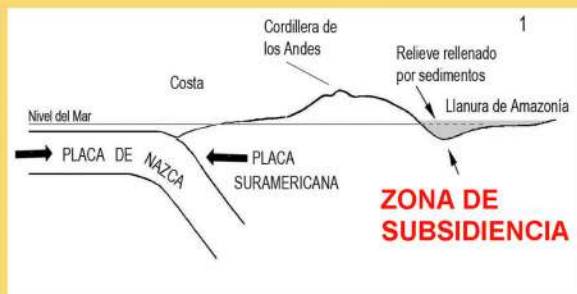 1
Cordillera de
los Andes
Relieve rellenado
por sedimentos
Costa
Llanura de Amazonía
Nivel del Mar
PLACA DE NAZCA
PLACA
SURAMERICANA
ZONA DE
SUBSIDIENCIA